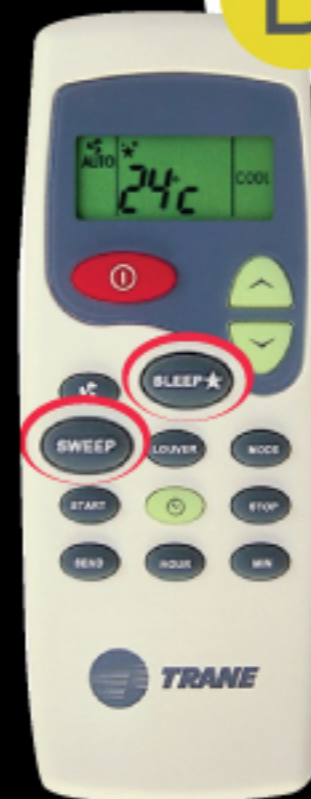 AUTO
24°c
COOL
SLEEP
SWEEP
LOUVER
MODE
START
STOP
SEND
HOUR
MIN
TRANE